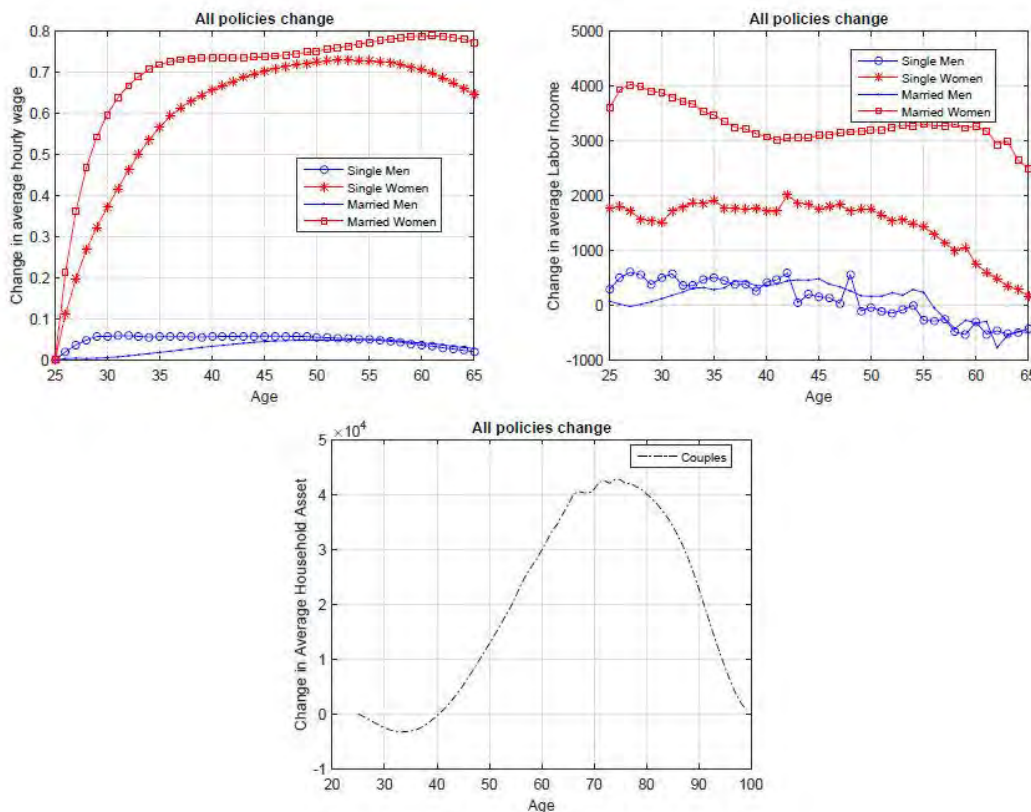 All policies change
Change in average hourly wage
0.8
0.7
0.6
0.5
0.4
0.3
0.2
0.1
0
Single Men
Single Women
Married Men
Married Women
25 30 35 40 45 50 55 60 65
Age
All policies change
Change in average Labor Income
5000
4000
3000
2000
1000
0
-1000
Single Men
Single Women
Married Men
Married Women
25 30 35 40 45 50 55 60 65
Age
All policies change
×10⁴
Change in Average Household Asset
5
4
3
2
1
0
-1
Couples
20 30 40 50 60 70 80 90 100
Age